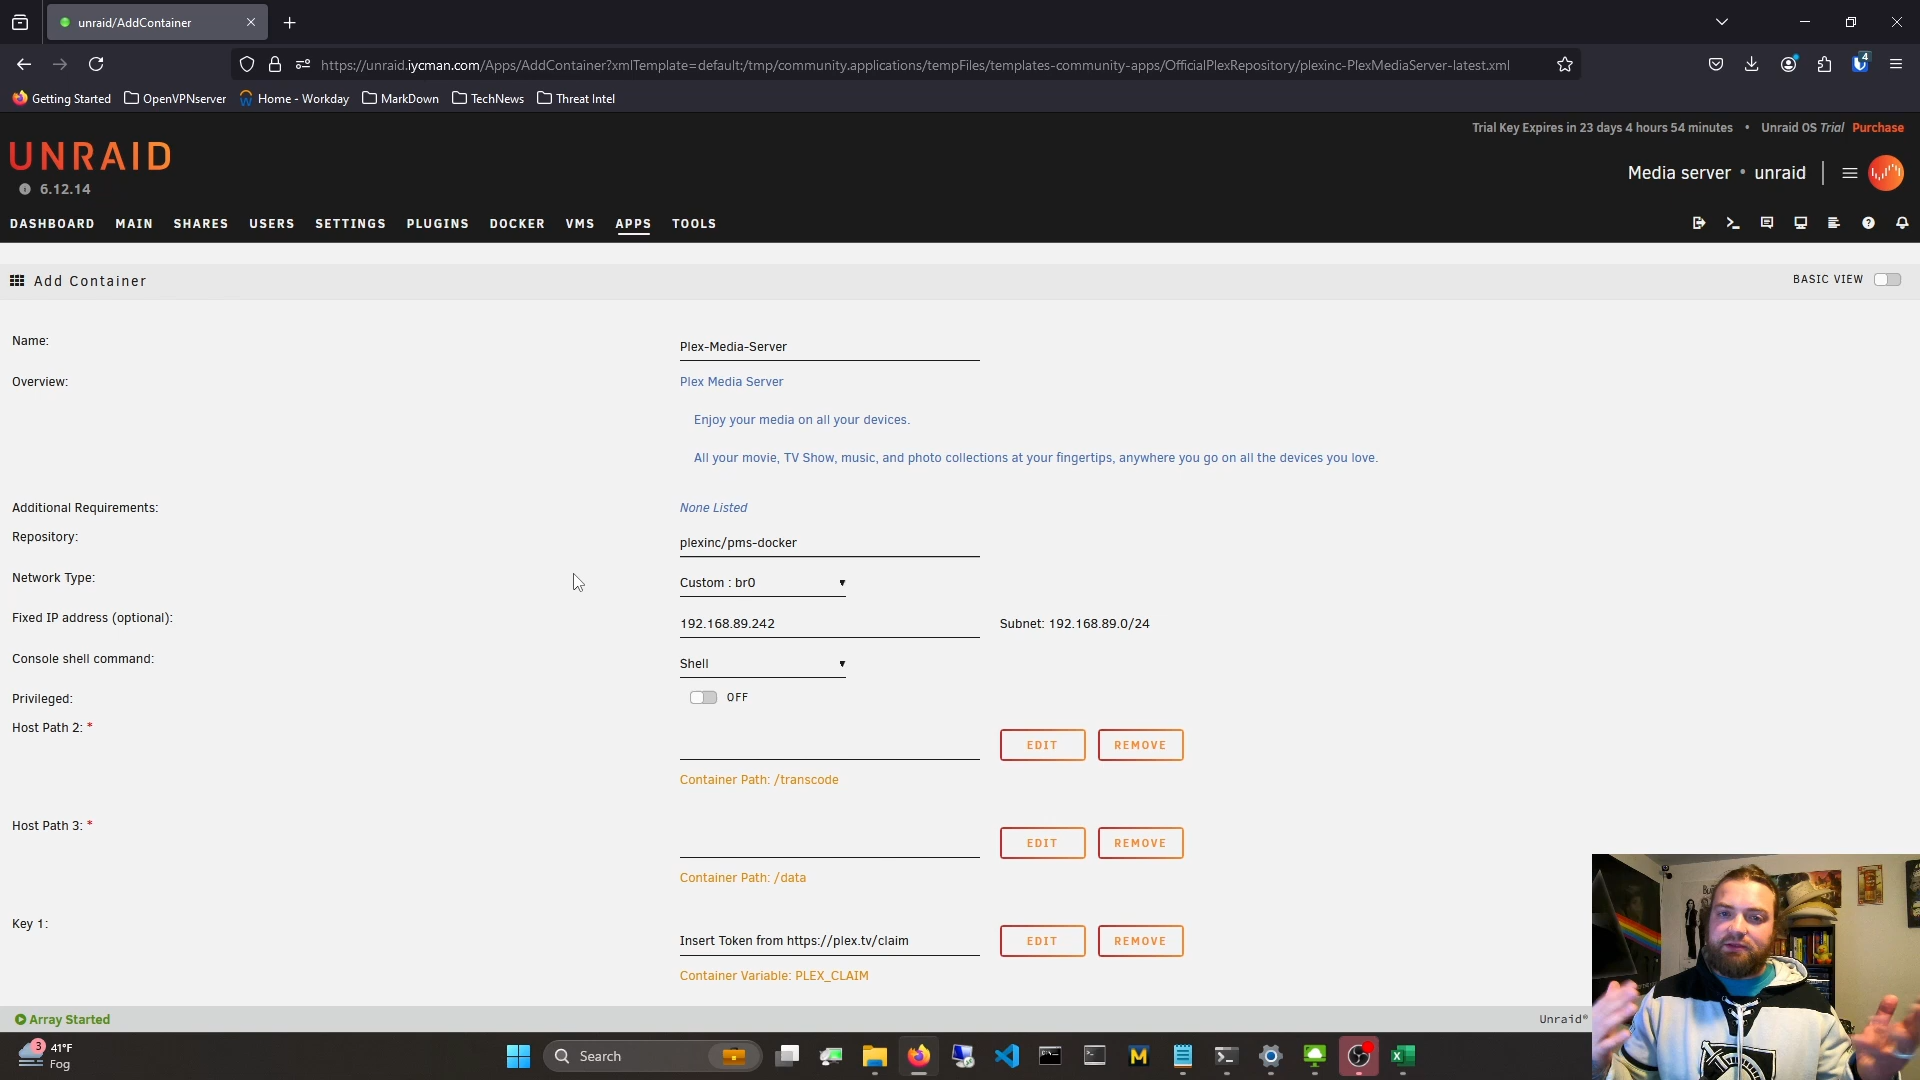 unraid/AddContainer
https://unraid.iycman.com/Apps/AddContainer?xmlTemplate=default:/tmp/community.applications/tempFiles/templates-community-apps/OfficialPlexRepository/plexinc-PlexMediaServer-latest.xml
4
Getting Started
OpenVPNserver
Home - Workday
MarkDown
TechNews
Threat Intel
Trial Key Expires in 23 days 4 hours 54 minutes • Unraid OS Trial Purchase
UNRAID
6.12.14
Media server • unraid
DASHBOARD MAIN SHARES USERS SETTINGS PLUGINS DOCKER VMS APPS TOOLS
Add Container
BASIC VIEW
Name:
Plex-Media-Server
Overview:
Plex Media Server
Enjoy your media on all your devices.
All your movie, TV Show, music, and photo collections at your fingertips, anywhere you go on all the devices you love.
Additional Requirements:
None Listed
Repository:
plexinc/pms-docker
Network Type:
Custom : br0
Fixed IP address (optional):
192.168.89.242
Subnet: 192.168.89.0/24
Console shell command:
Shell
Privileged:
OFF
Host Path 2: *
EDIT
REMOVE
Container Path: /transcode
Host Path 3: *
EDIT
REMOVE
Container Path: /data
Key 1:
Insert Token from https://plex.tv/claim
EDIT
REMOVE
Container Variable: PLEX_CLAIM
Array Started
Unraid®
3
41°F
Fog
Search